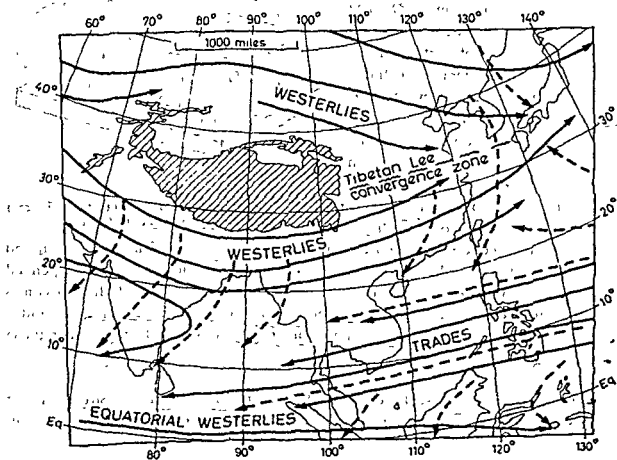 60° 70° 80° 90° 100° 110° 120° 130° 140°
1000 miles
40°
WESTERLIES
30°
Tibetan Lee
convergence zone
30°
WESTERLIES
20°
20°
10°
TRADES
10°
Eq
'EQUATORIAL' WESTERLIES
Eq
80° 90° 100° 110° 120° 130°